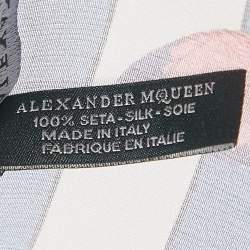 ALEXANDER MCQUEEN
100% SETA-SILK-SOIE
MADE IN ITALY
FABRIQUE EN ITALIE